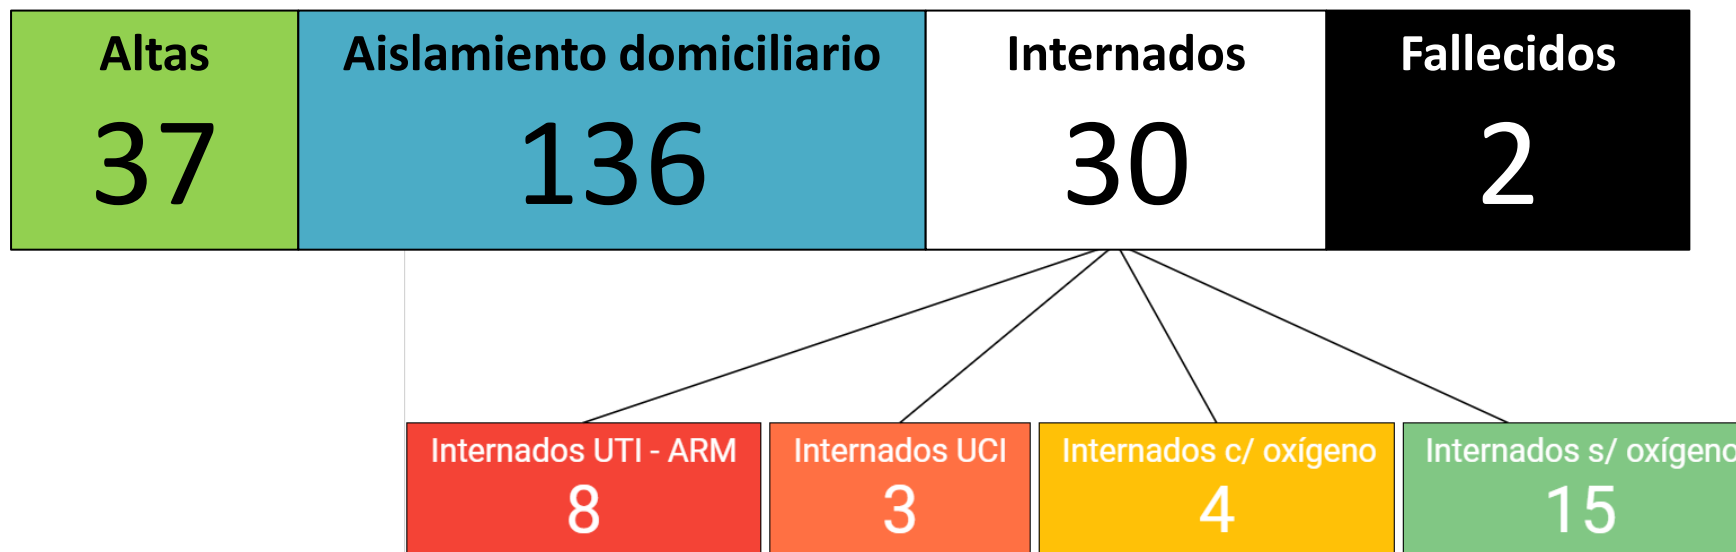 Altas
37
Aislamiento domiciliario
136
Internados
30
Fallecidos
2
Internados UTI - ARM
8
Internados UCI
3
Internados c/ oxígeno
4
Internados s/ oxígeno
15